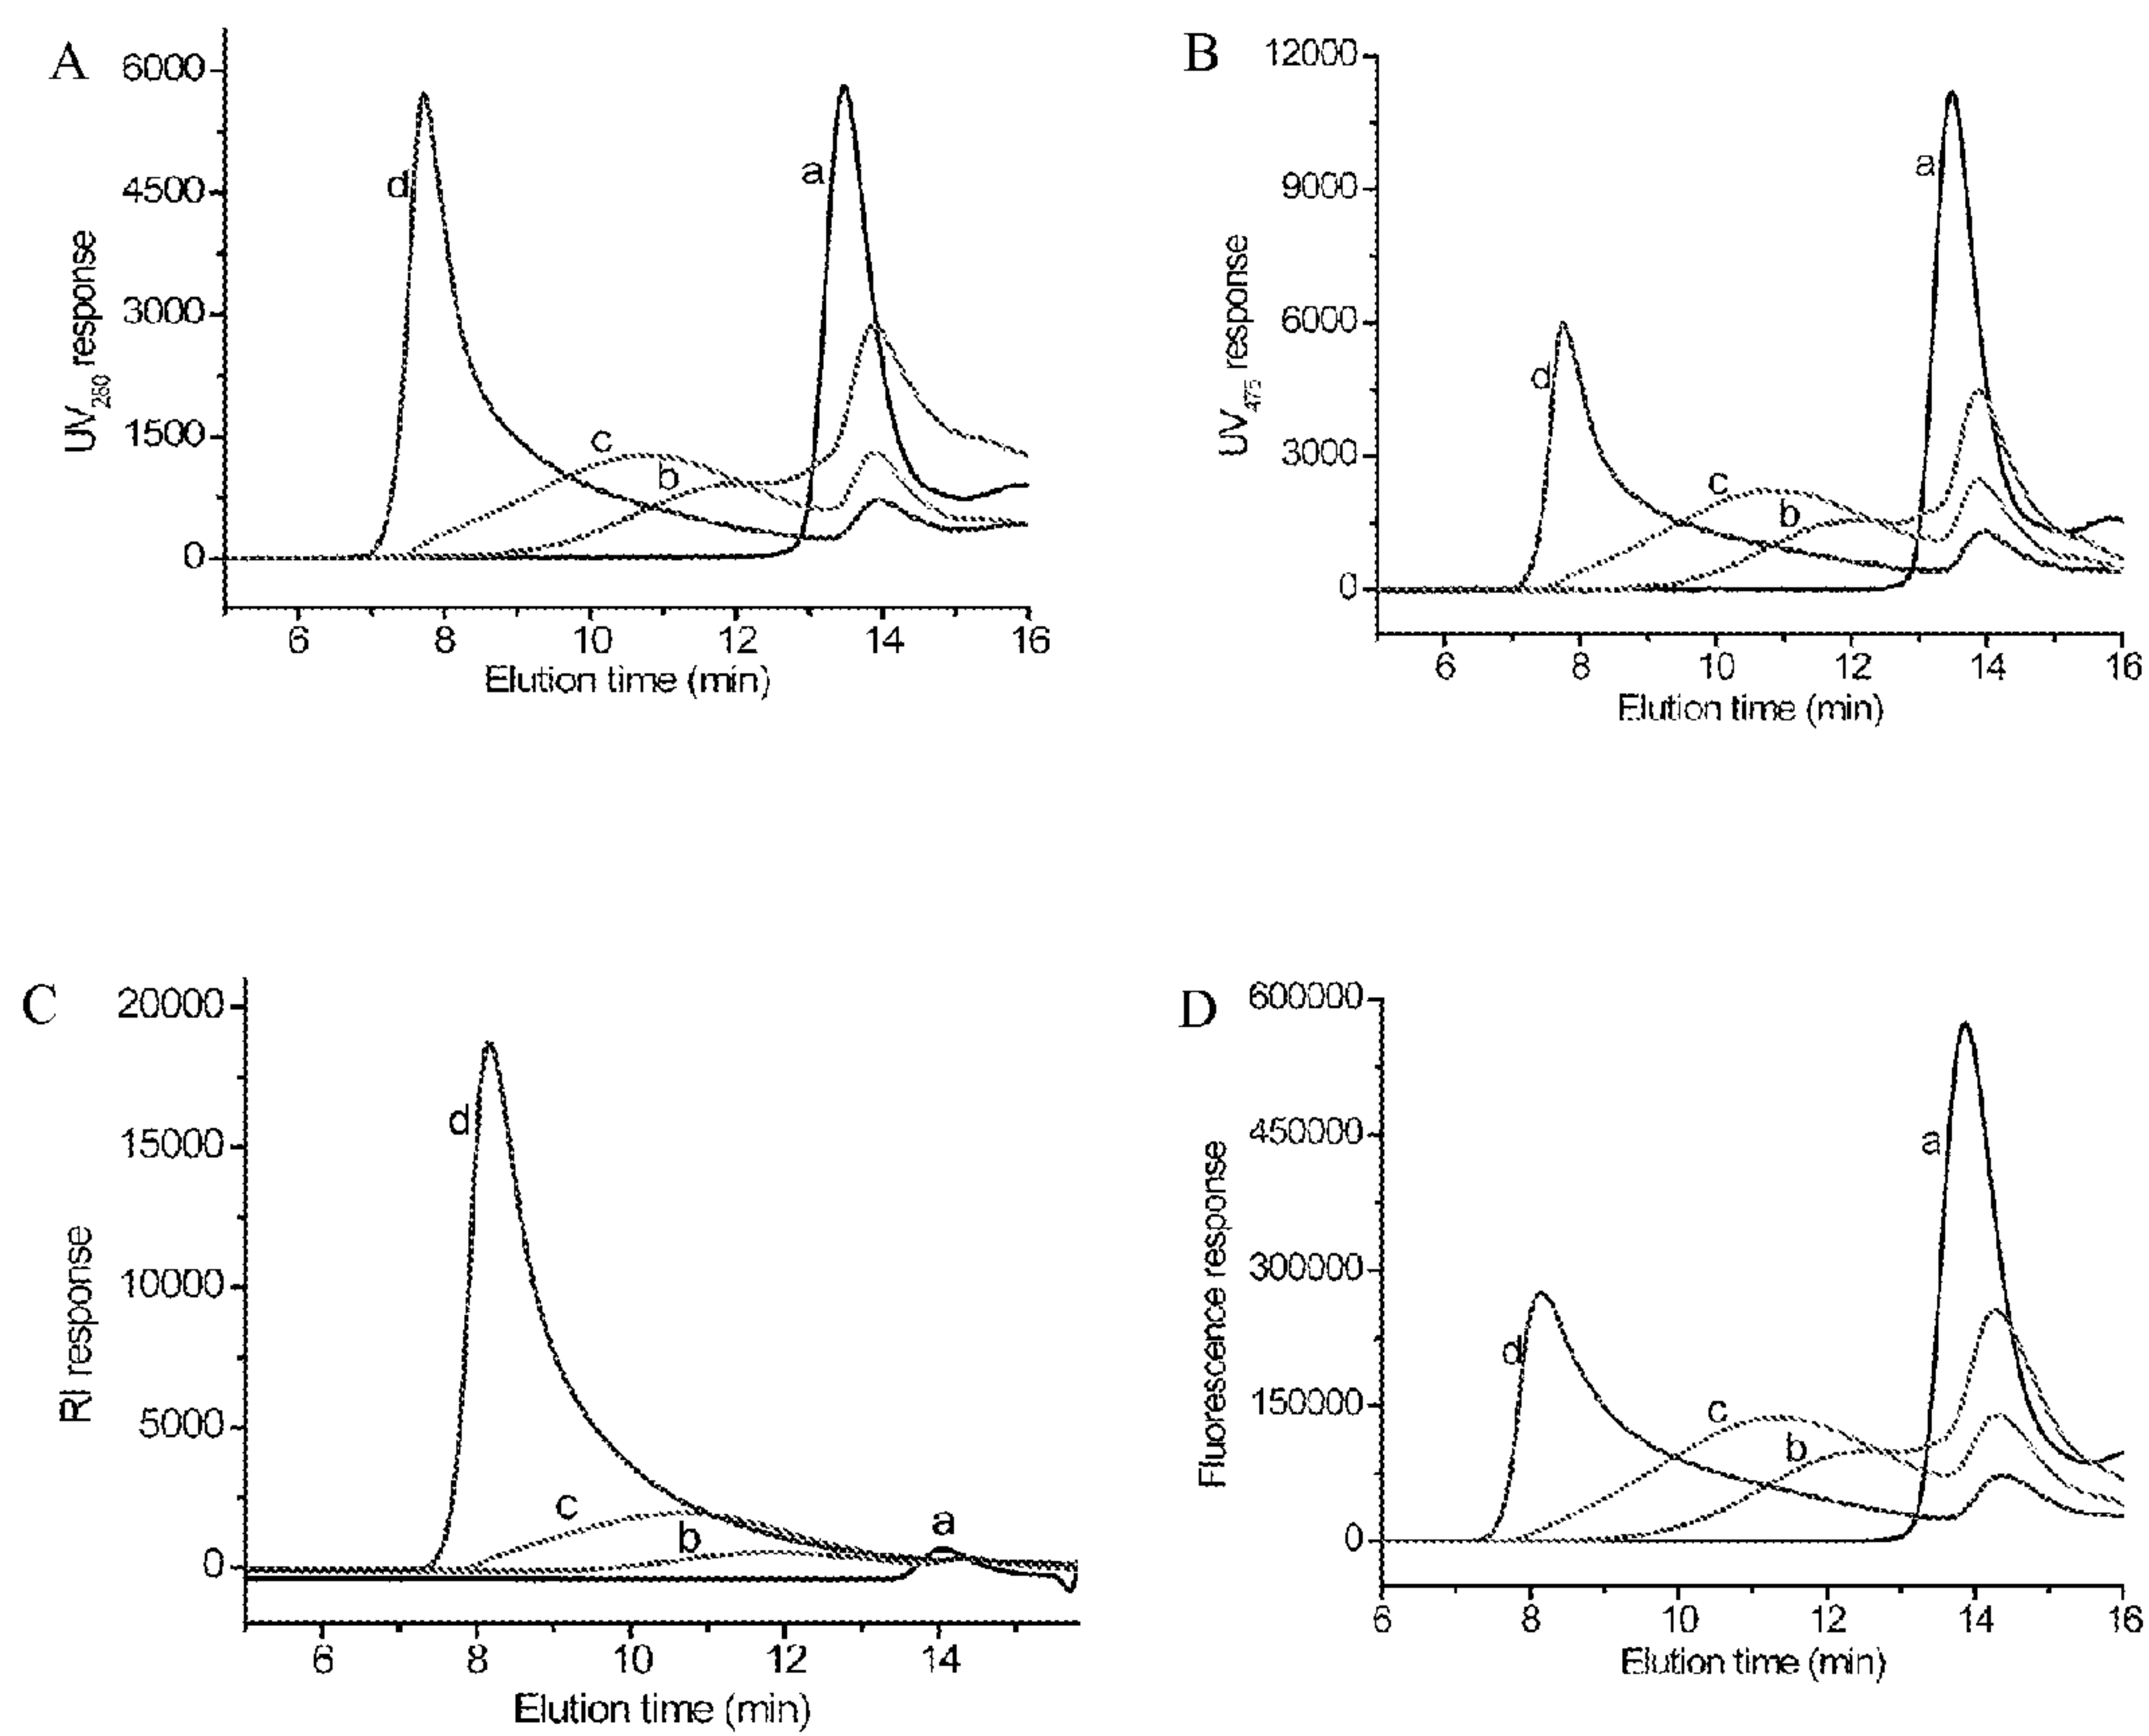 A
6000
4500
3000
1500
0
UV260 response
d
a
c
b
6
8
10
12
14
16
Elution time (min)
B
12000
9000
6000
3000
0
UV475 response
d
a
c
b
6
8
10
12
14
16
Elution time (min)
C
20000
15000
10000
5000
0
RI response
d
c
b
a
6
8
10
12
14
Elution time (min)
D
600000
450000
300000
150000
0
Fluorescence response
d
a
c
b
6
8
10
12
14
16
Elution time (min)